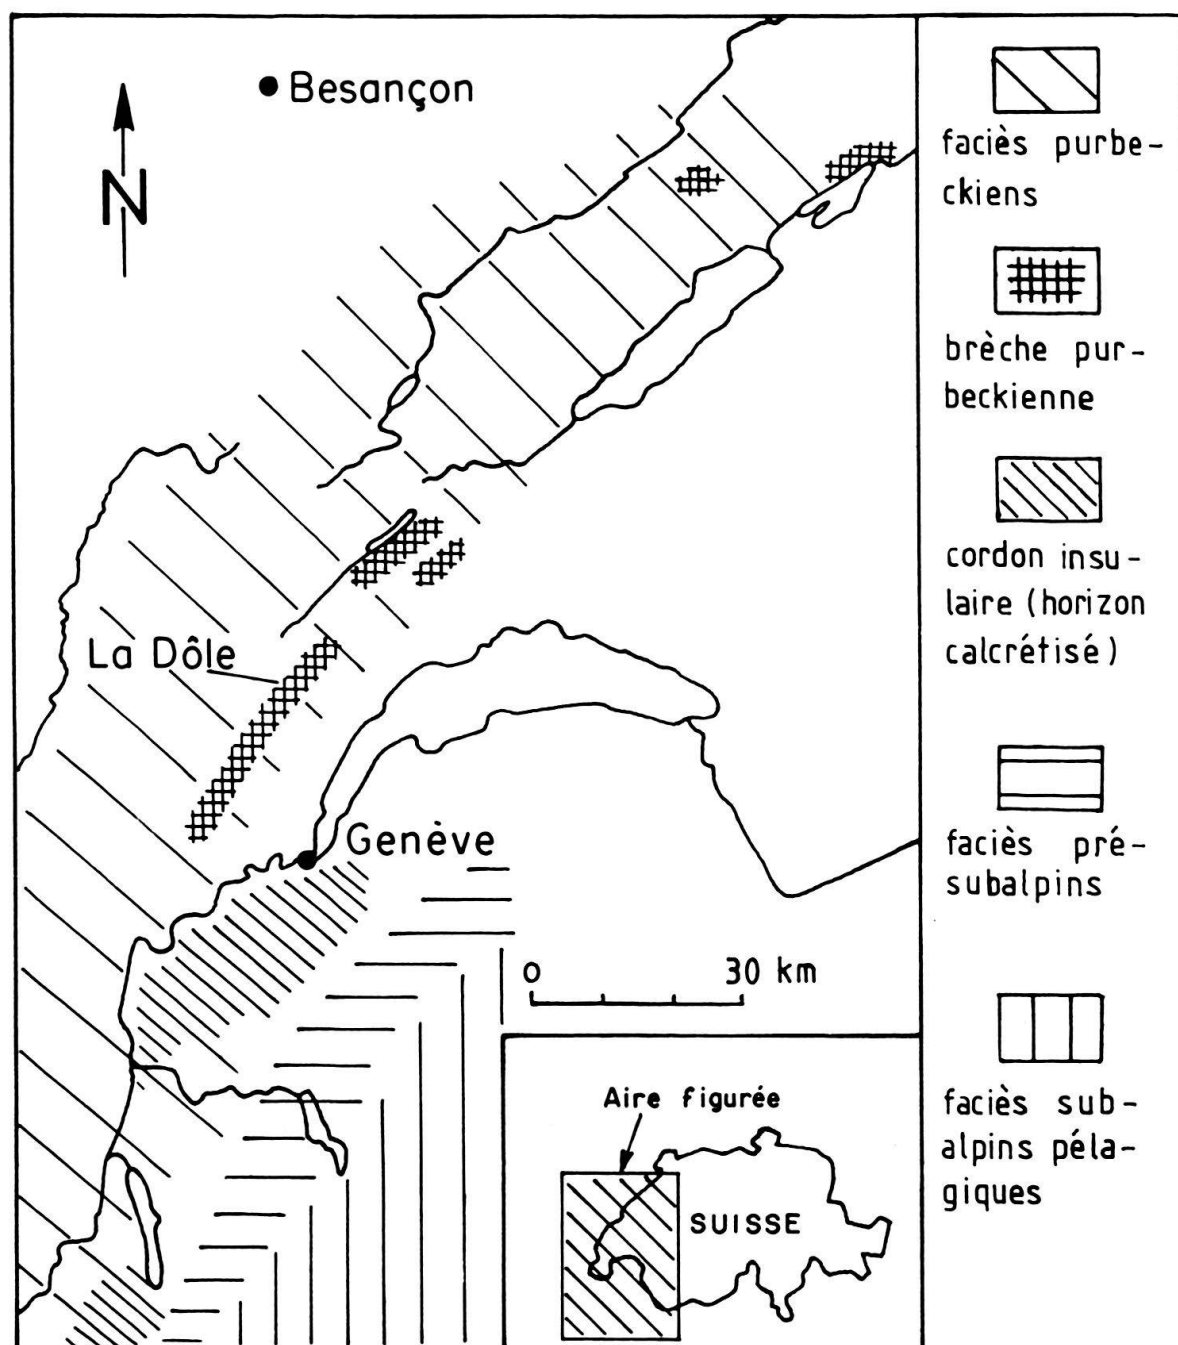 Besançon
N
La Dôle
Genève
0 30 km
Aire figurée
SUISSE
faciès purbe-
ckiens
brèche pur-
beckienne
cordon insu-
laire (horizon
calcrétisé)
faciès pré-
subalpins
faciès sub-
alpins péla-
giques